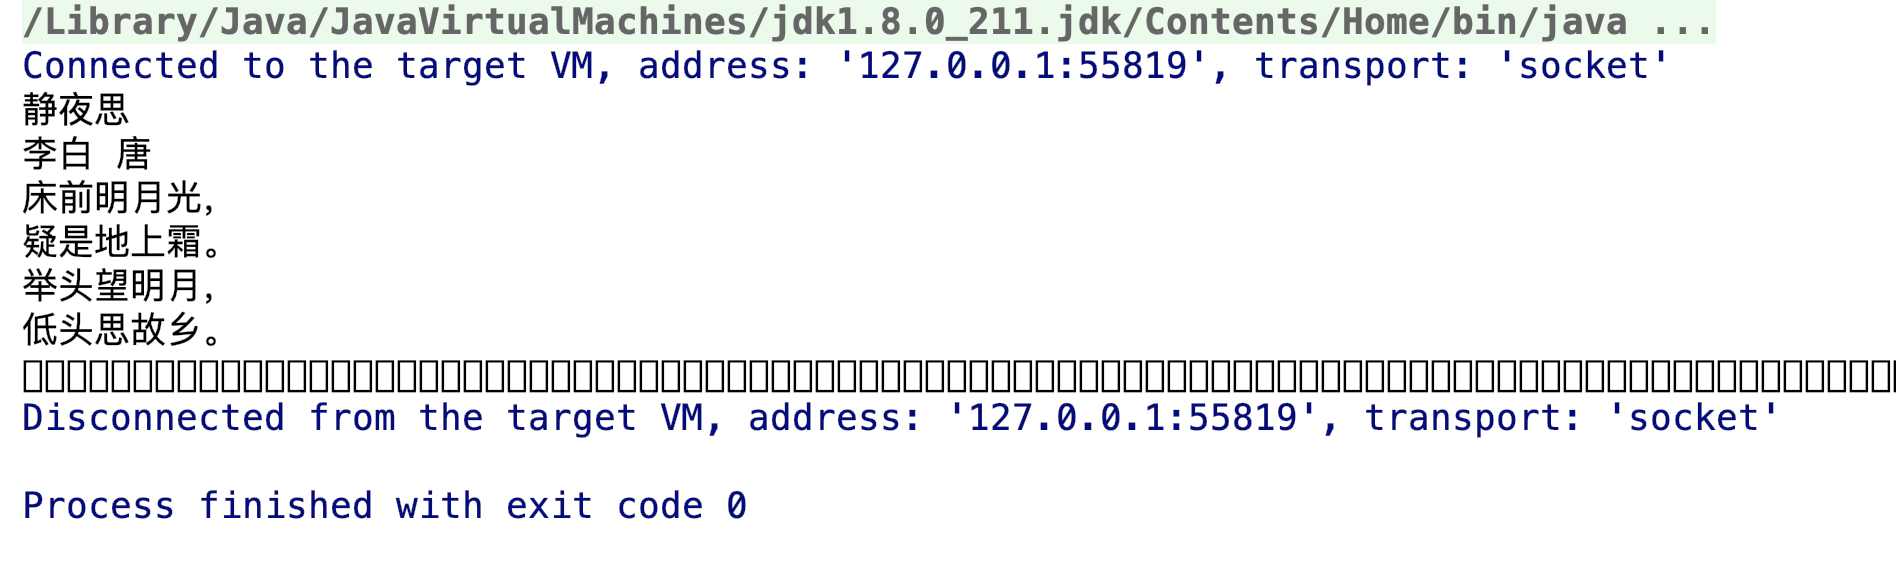 /Library/Java/JavaVirtualMachines/jdk1.8.0_211.jdk/Contents/Home/bin/java ...
Connected to the target VM, address: '127.0.0.1:55819', transport: 'socket'
静夜思
李白 唐
床前明月光，
疑是地上霜。
举头望明月，
低头思故乡。
Disconnected from the target VM, address: '127.0.0.1:55819', transport: 'socket'
Process finished with exit code 0